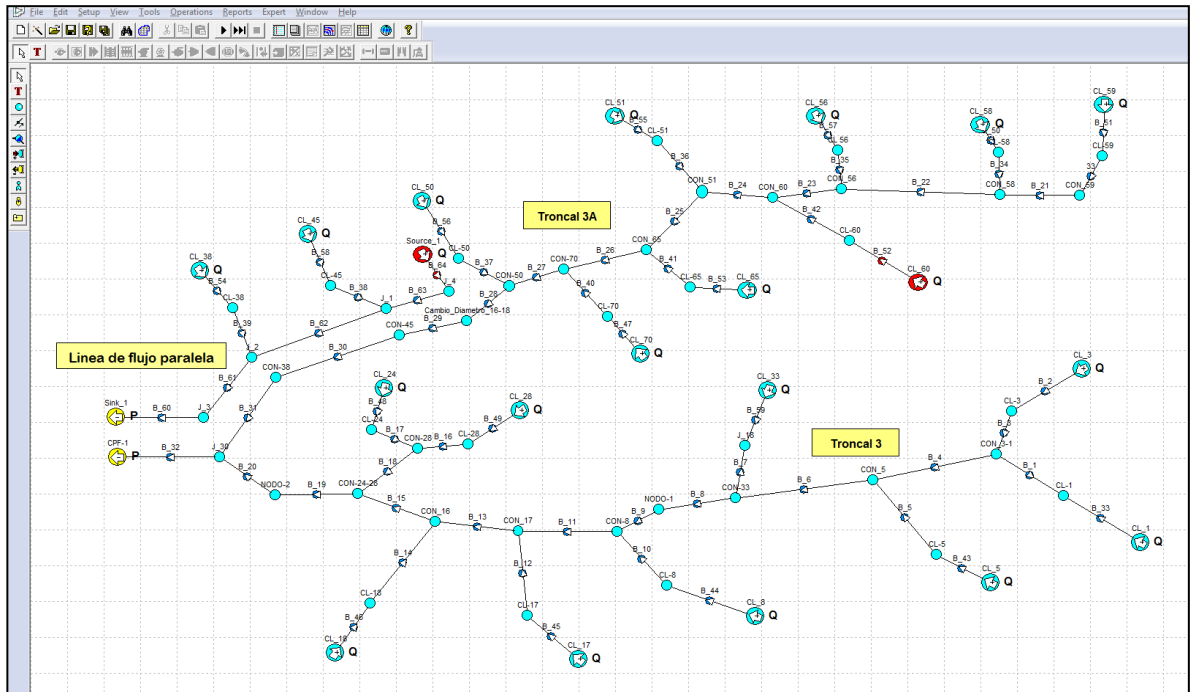 File Edit Setup View Tools Operations Reports Expert Window Help
CL_59
Q
CL_51
Q
B_55
CL-51
CL_56
Q
B_57
CL_56
CL_58
Q
B_50
CL-58
B_51
CL-59
B_36
B_35
B_34
33
CON_51
B_24
CON_60
B_23
CON_56
B_22
CON_58
B_21
CON_59
CL_50
Q
B_56
Troncal 3A
B_25
B_42
CL_45
Q
B_58
Source_1
Q
B_64
CL-50
B_37
CON-50
B_27
CON-70
B_26
CON_65
CL-60
B_52
CL_60
Q
CL_38
Q
B_54
CL-38
CL-45
B_38
J_1
B_63
J_4
B_28
B_41
CL-65
B_53
CL_65
Q
B_40
CL-70
B_47
CL_70
Q
B_39
B_62
Cambio_Diametro_16-18
B_29
CON-45
B_30
Linea de flujo paralela
J_2
CON-38
B_61
CL_3
Q
B_2
CL-3
B_3
CL_24
Q
B_48
CL-24
CL_28
Q
B_49
CL-28
B_16
CON-28
B_17
B_18
CL_33
Q
B_59
J_18
B_7
Sink_1
P
B_60
J_3
B_31
CPF-1
P
B_32
J_30
Troncal 3
CON_3-1
B_4
CON_5
B_1
CL-1
B_33
CL_1
Q
B_20
NODO-2
B_19
CON-24-28
B_15
CON_16
B_13
CON_17
B_11
CON-8
B_9
NODO-1
B_8
CON-33
B_6
B_5
CL-5
B_43
CL_5
Q
B_14
B_12
B_10
CL-8
B_44
CL_8
Q
CL-17
B_45
CL_17
Q
Q